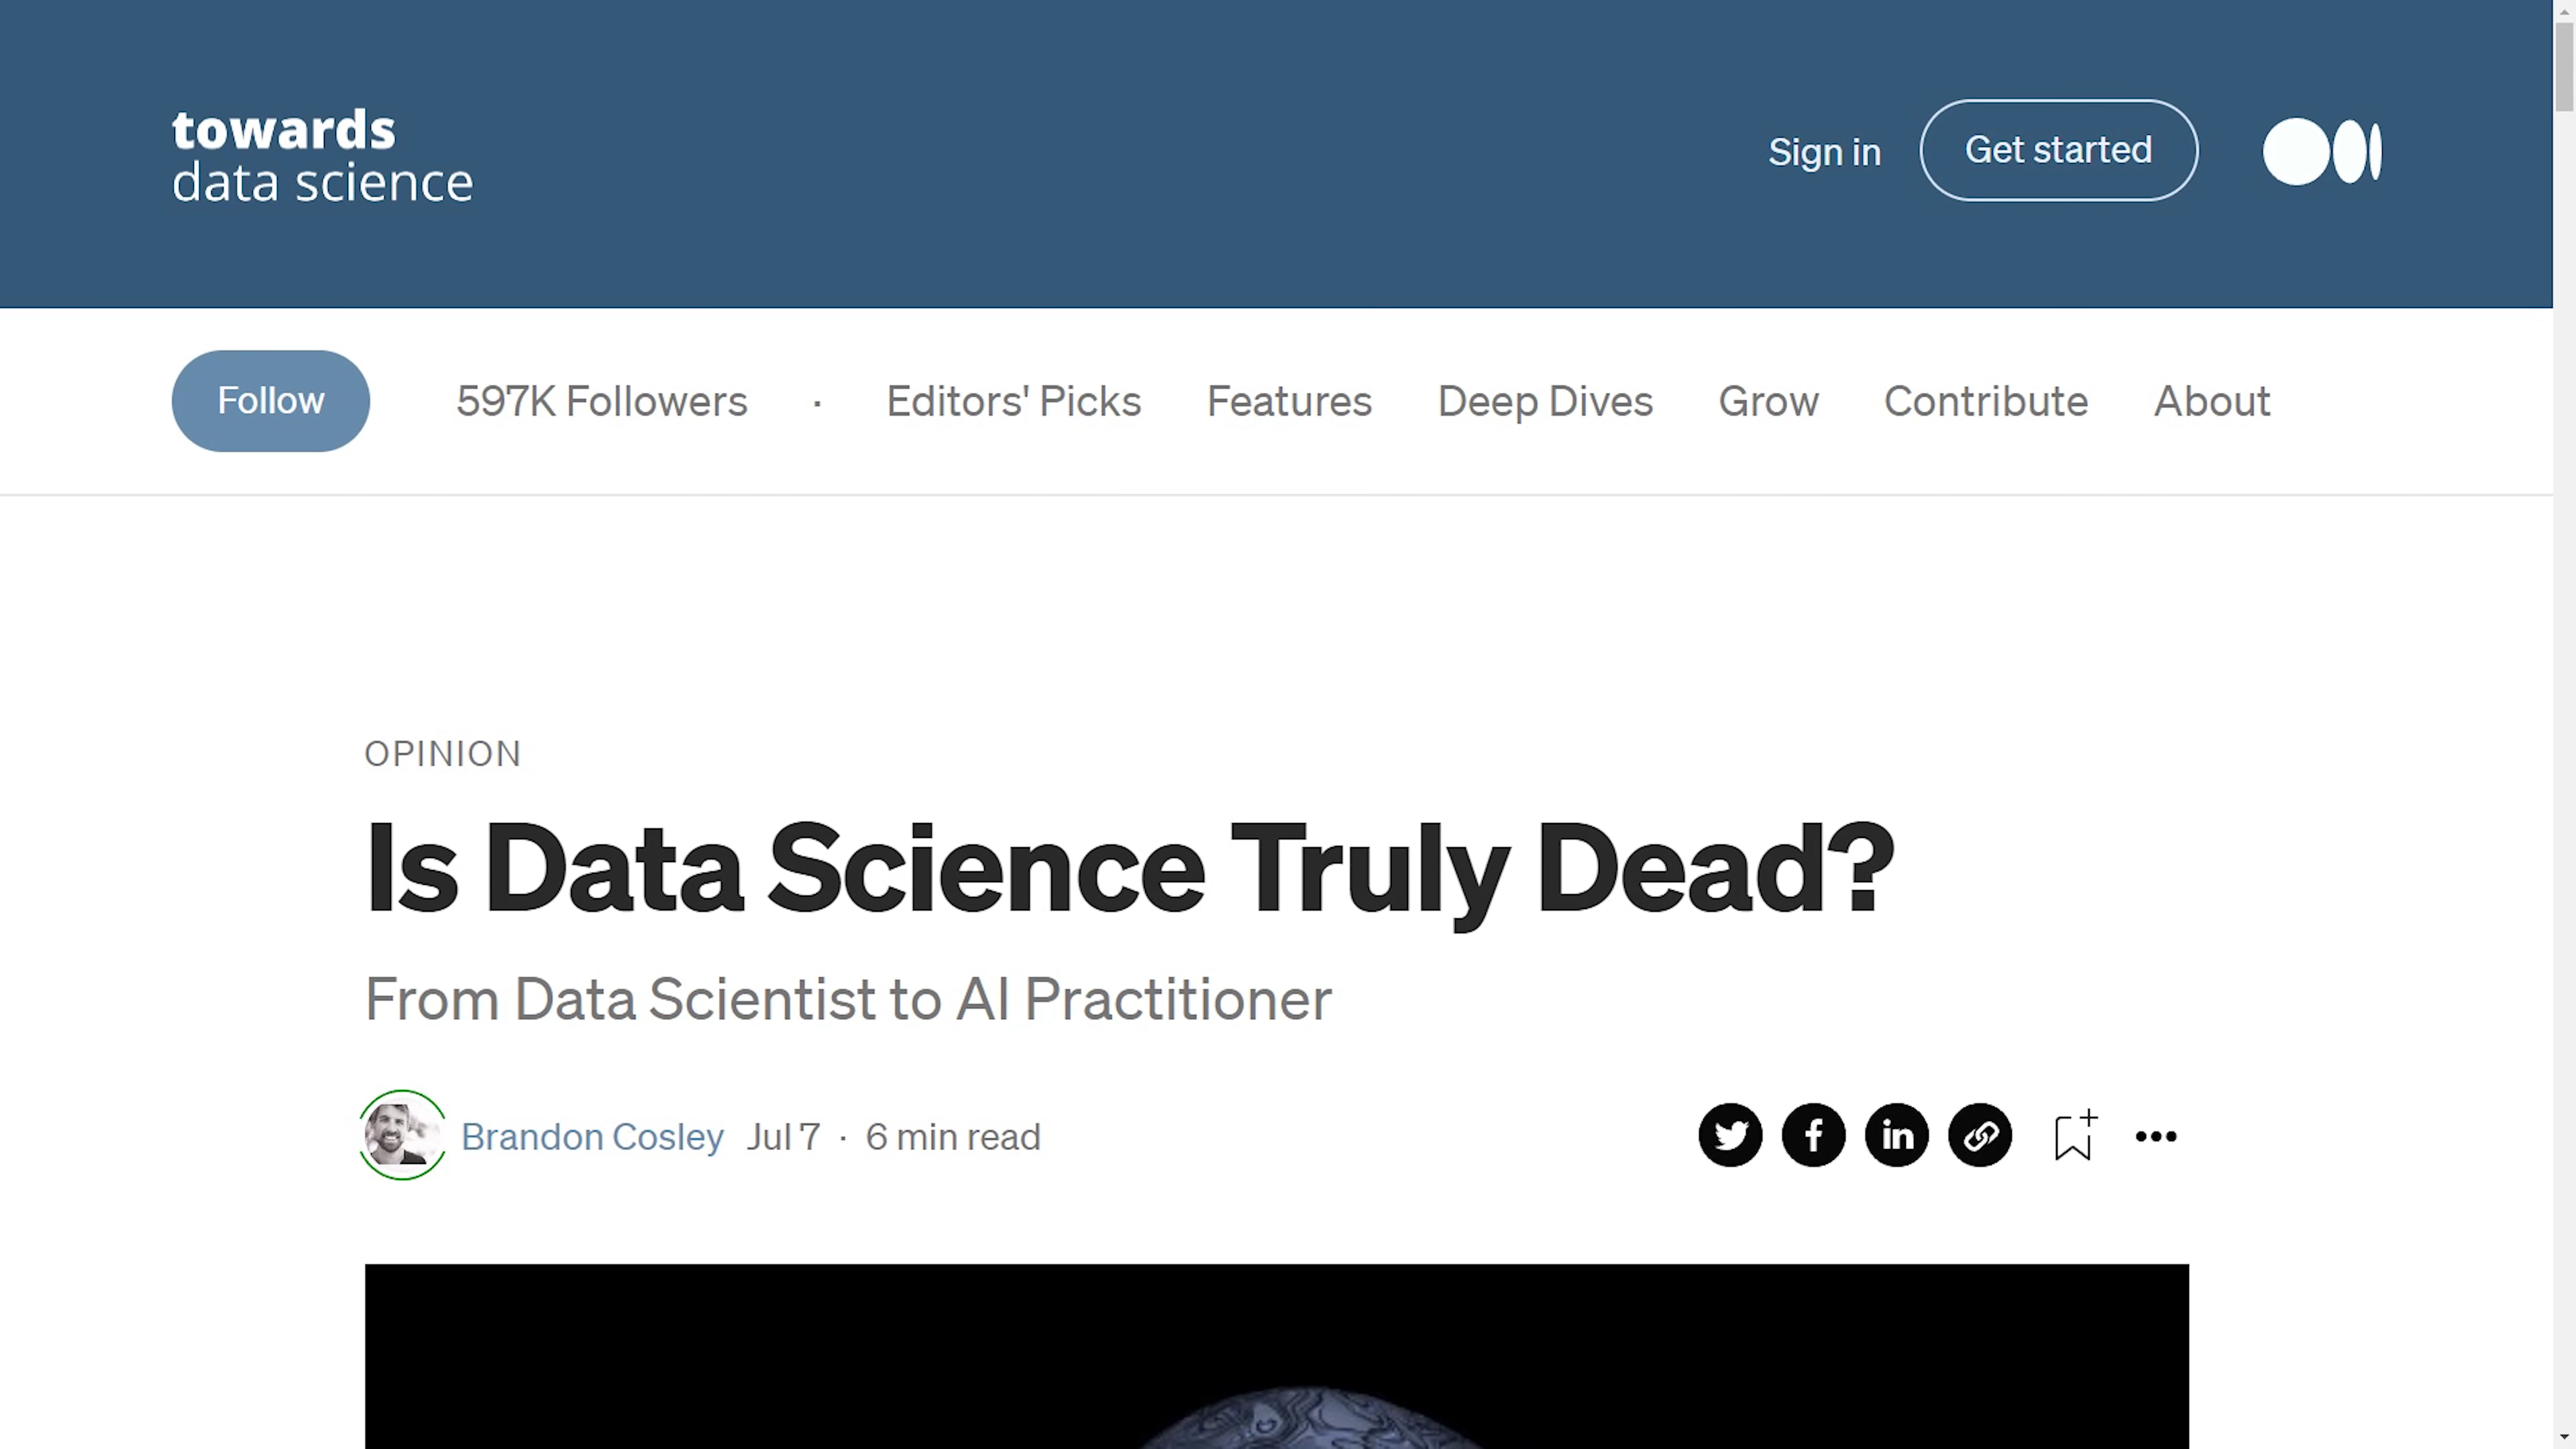 towards
data science
Sign in
Get started
Follow
597K Followers · Editors' Picks Features Deep Dives Grow Contribute About
OPINION
Is Data Science Truly Dead?
From Data Scientist to AI Practitioner
Brandon Cosley Jul 7 · 6 min read